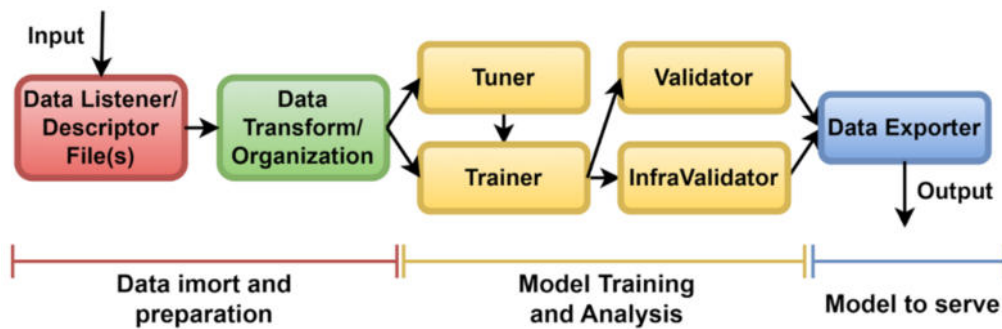 Input
Data Listener/
Descriptor
File(s)
Data
Transform/
Organization
Tuner
Trainer
Validator
InfraValidator
Data Exporter
Output
Data imort and
preparation
Model Training
and Analysis
Model to serve